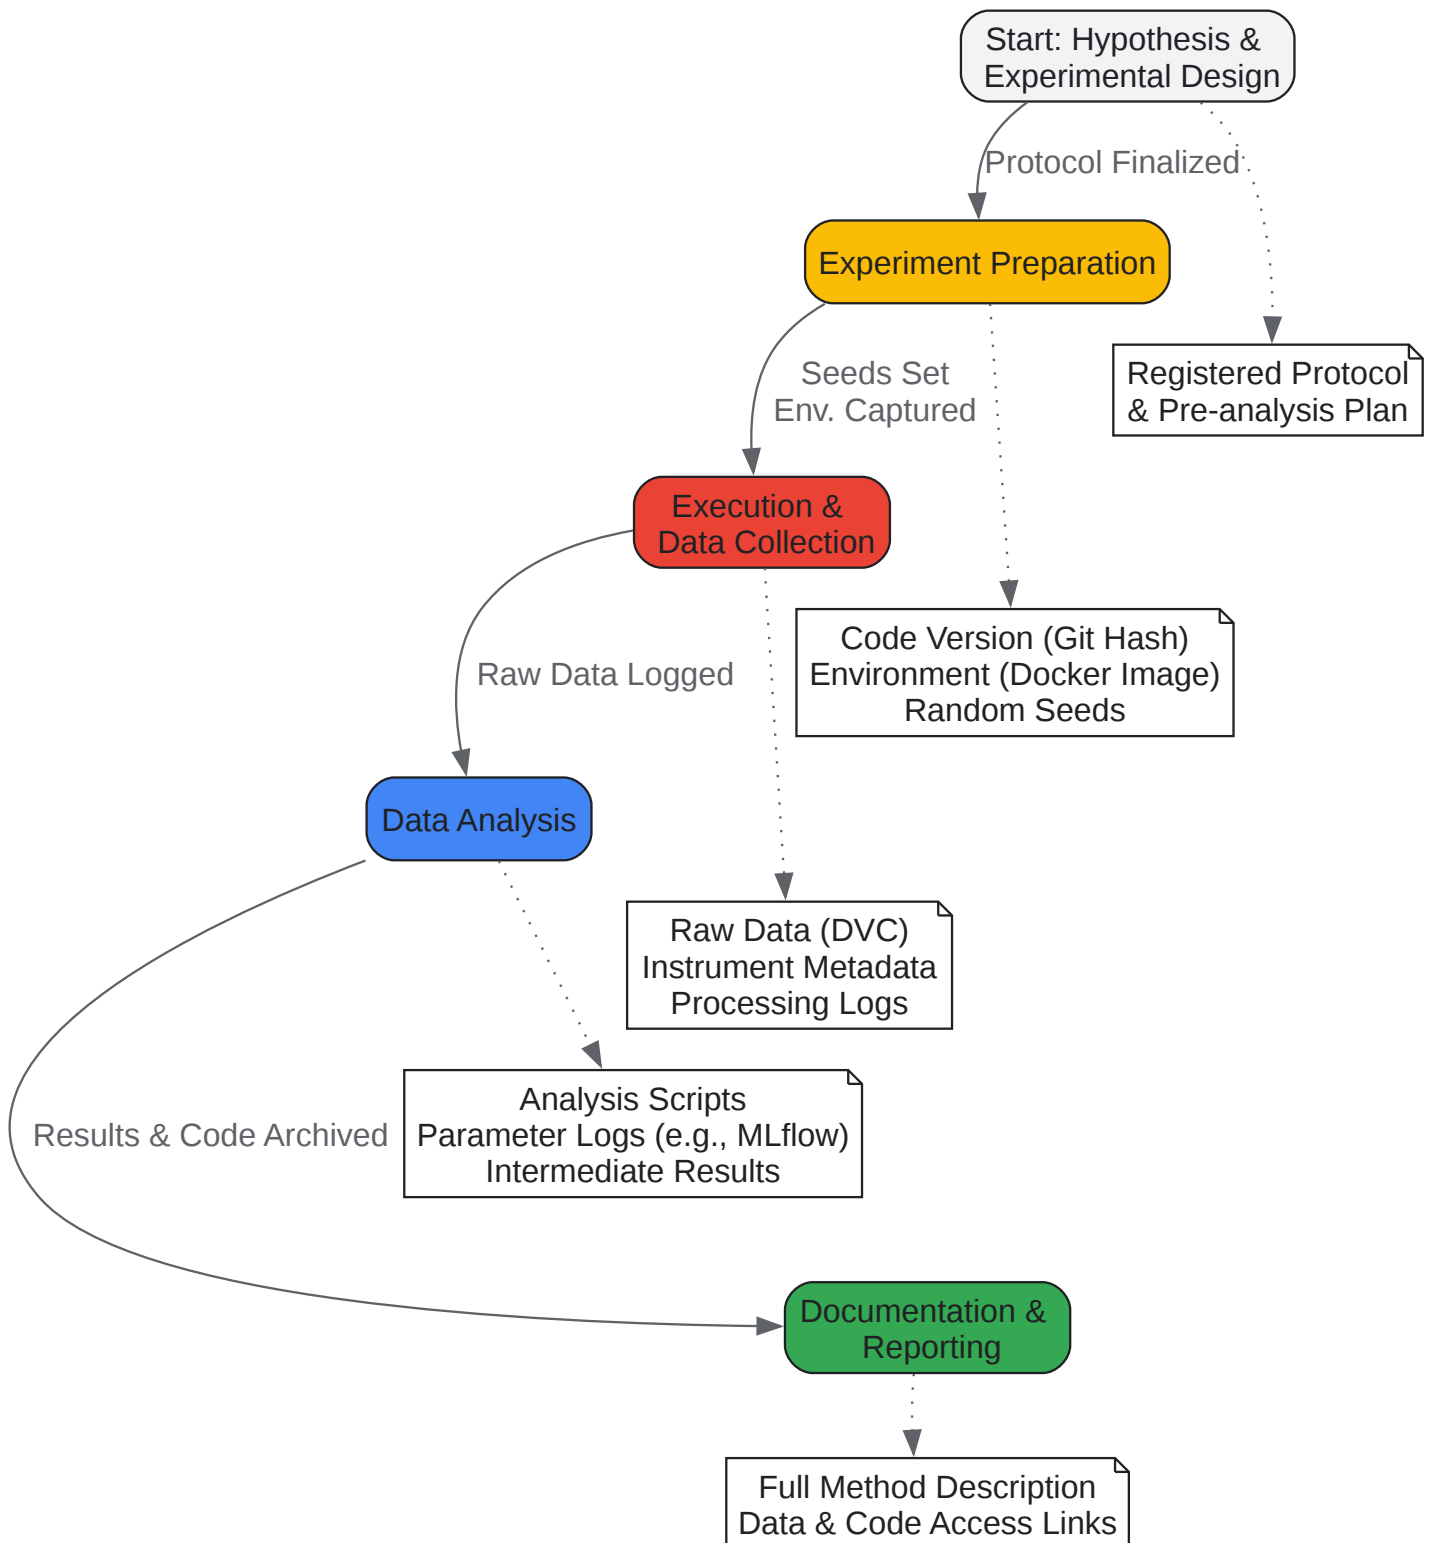 Start: Hypothesis &
Experimental Design
Protocol Finalized
Experiment Preparation
Seeds Set
Env. Captured
Registered Protocol
& Pre-analysis Plan
Execution &
Data Collection
Code Version (Git Hash)
Environment (Docker Image)
Random Seeds
Raw Data Logged
Data Analysis
Raw Data (DVC)
Instrument Metadata
Processing Logs
Results & Code Archived
Analysis Scripts
Parameter Logs (e.g., MLflow)
Intermediate Results
Documentation &
Reporting
Full Method Description
Data & Code Access Links